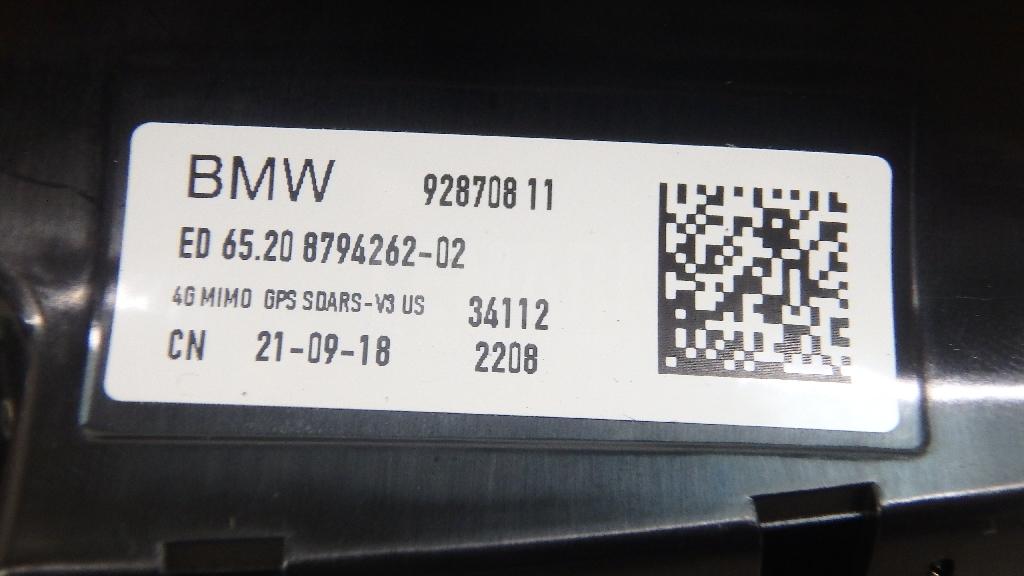 BMW 928708 11
ED 65.20 8794262-02
4G MIMO GPS SDARS-V3 US 34112
CN 21-09-18 2208